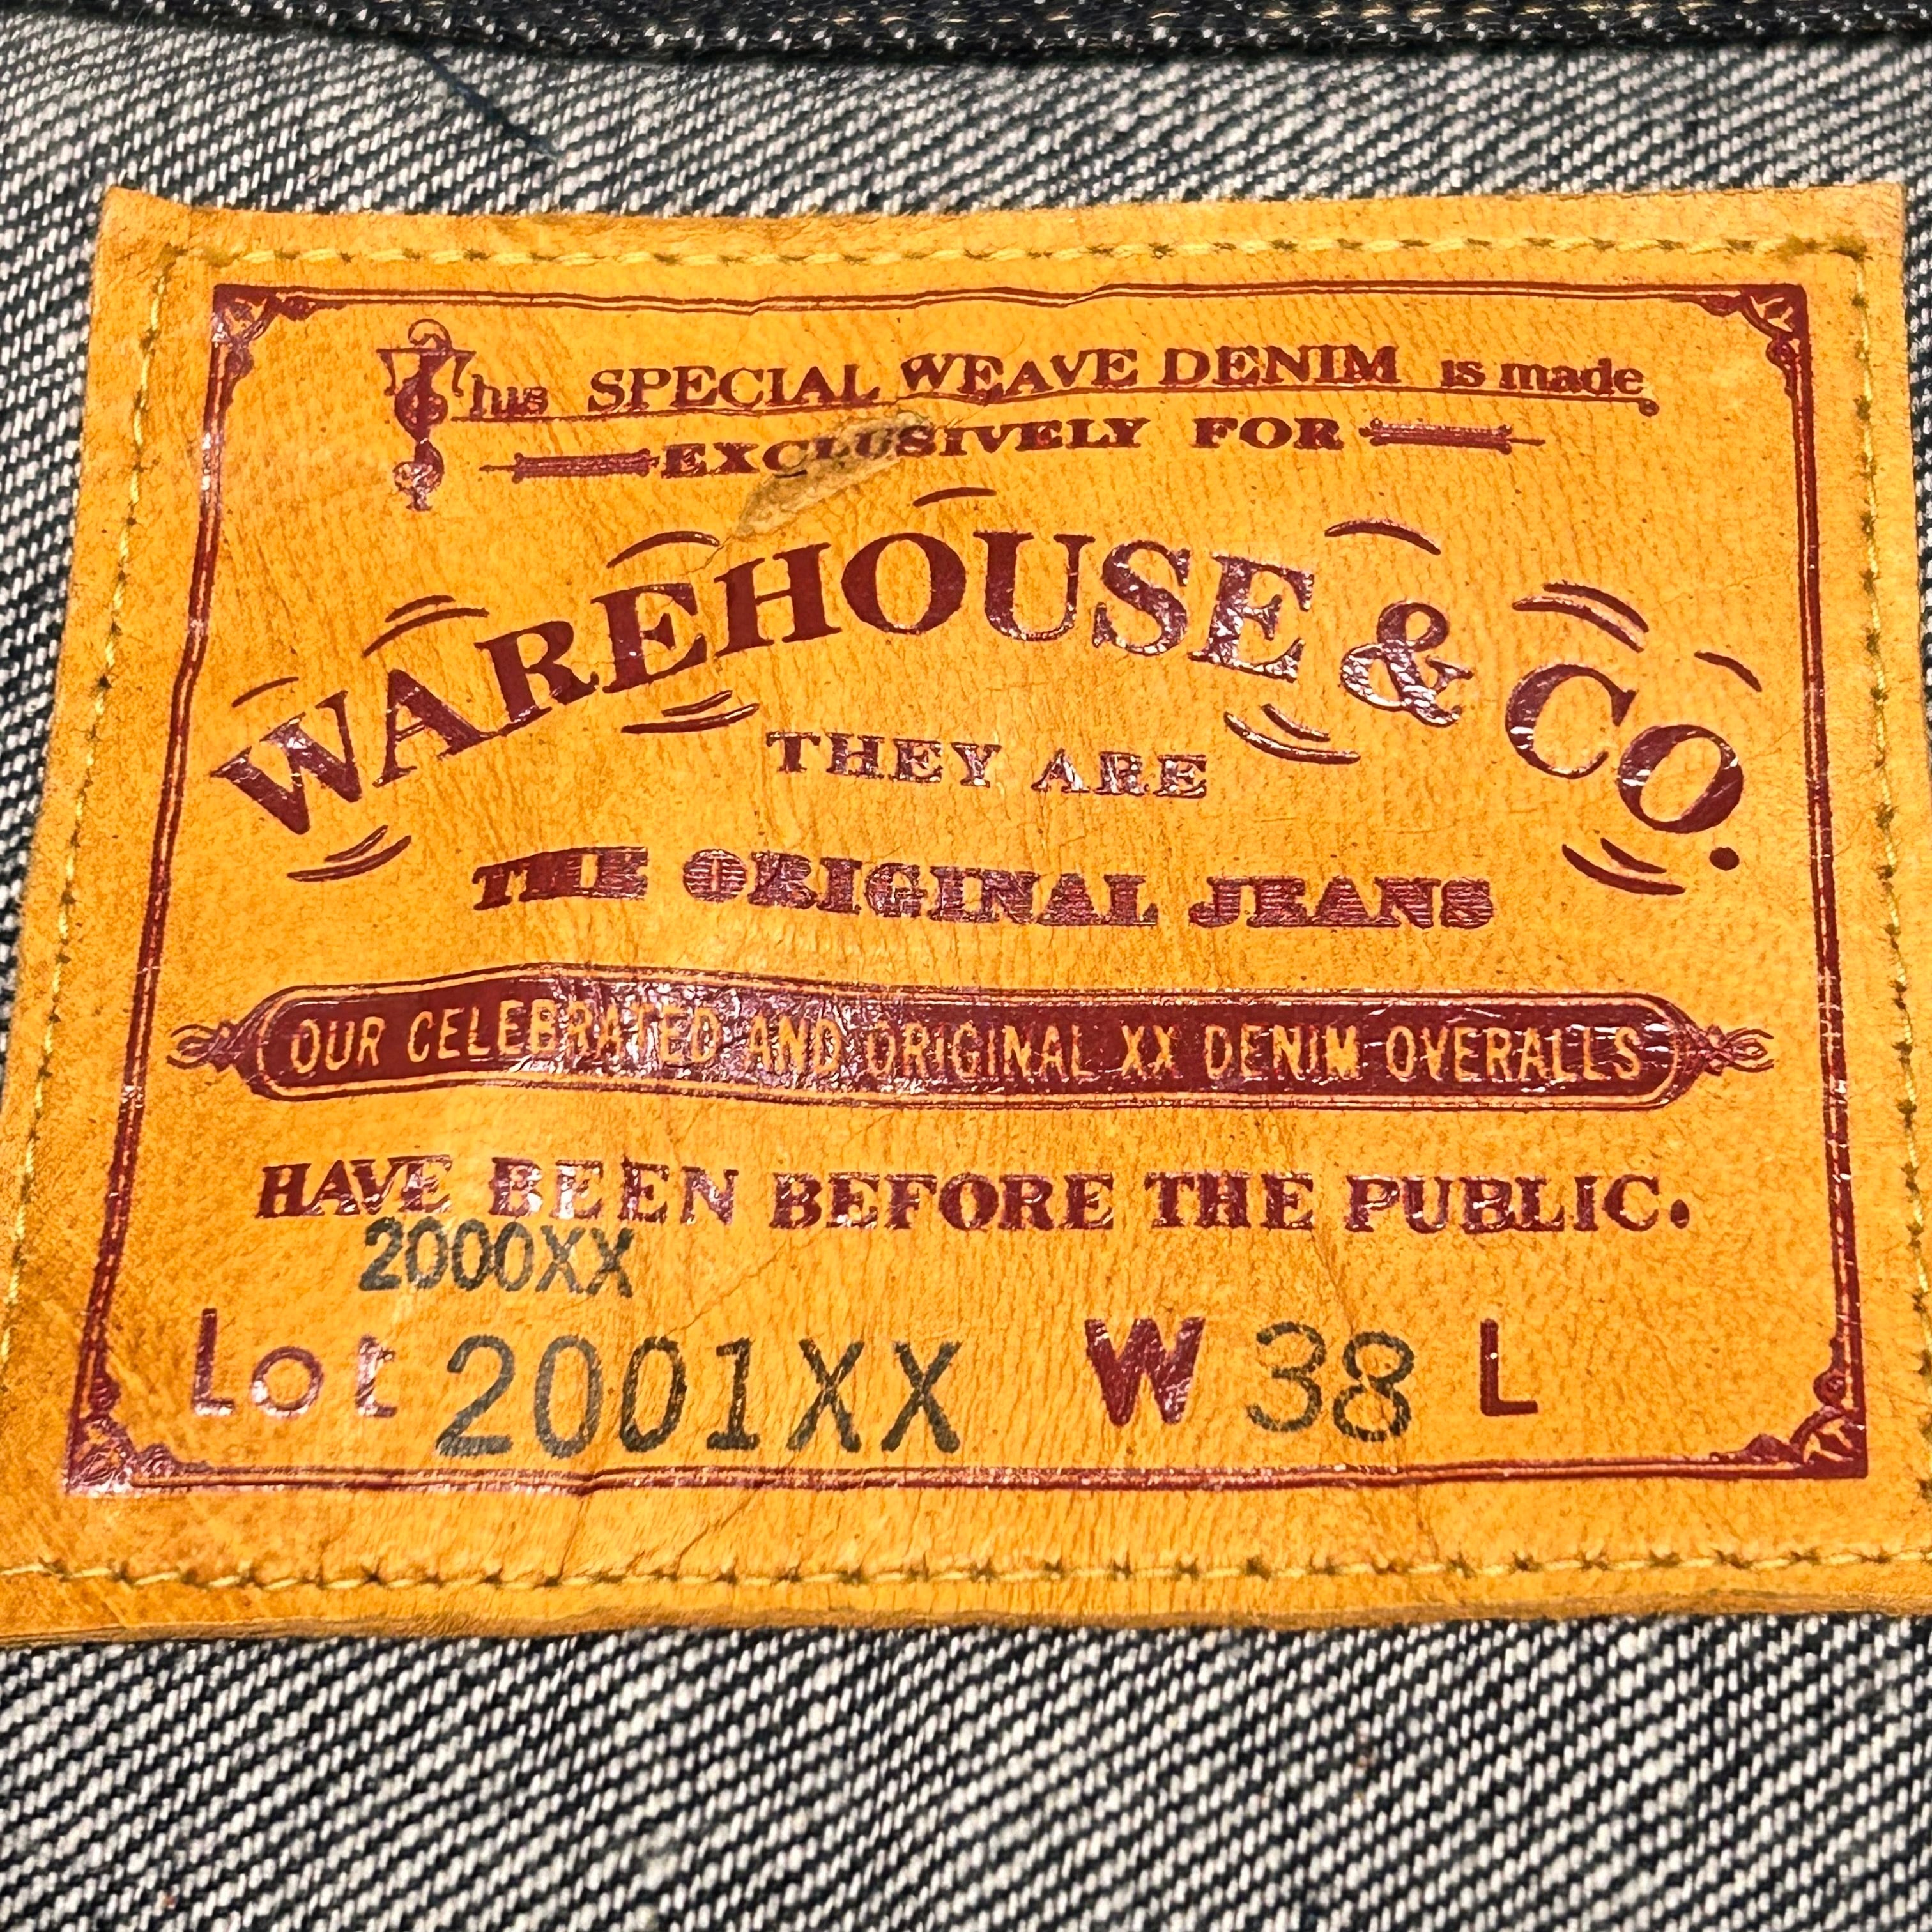 This SPECIAL WEAVE DENIM is made
EXCLUSIVELY FOR
WAREHOUSE & CO.
THEY ARE
THE ORIGINAL JEANS
OUR CELEBRATED AND ORIGINAL XX DENIM OVERALLS
HAVE BEEN BEFORE THE PUBLIC.
2000XX
Lot 2001XX W 38 L